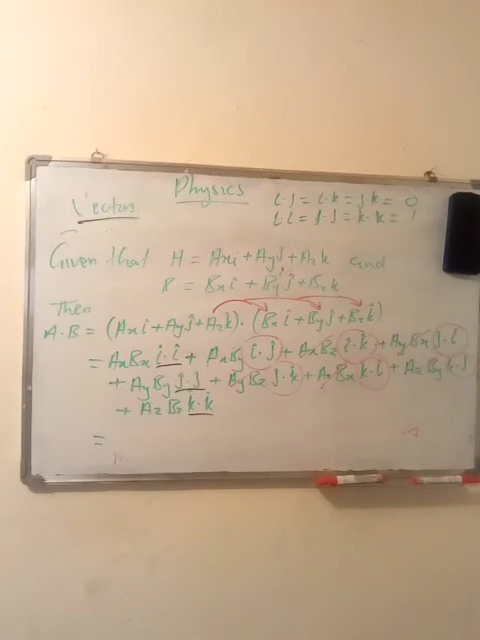 Physics
Vectors.
i·j = i·k = j·k = 0
i·i = j·j = k·k = 1
Given that A = Axi + Ayj + Azk and
B = Bxi + Byj + Bzk
Then
A·B = (Axi + Ayĵ + Azk)·(Bxi + Byj + Bzk)
= AxBx i·i + AxBy i·j + AxBz i·k + AyBx j·i
+ AyBy j·j + AyBz j·k + AzBx k·i + AzBy k·j
+ AzBz k·k
=